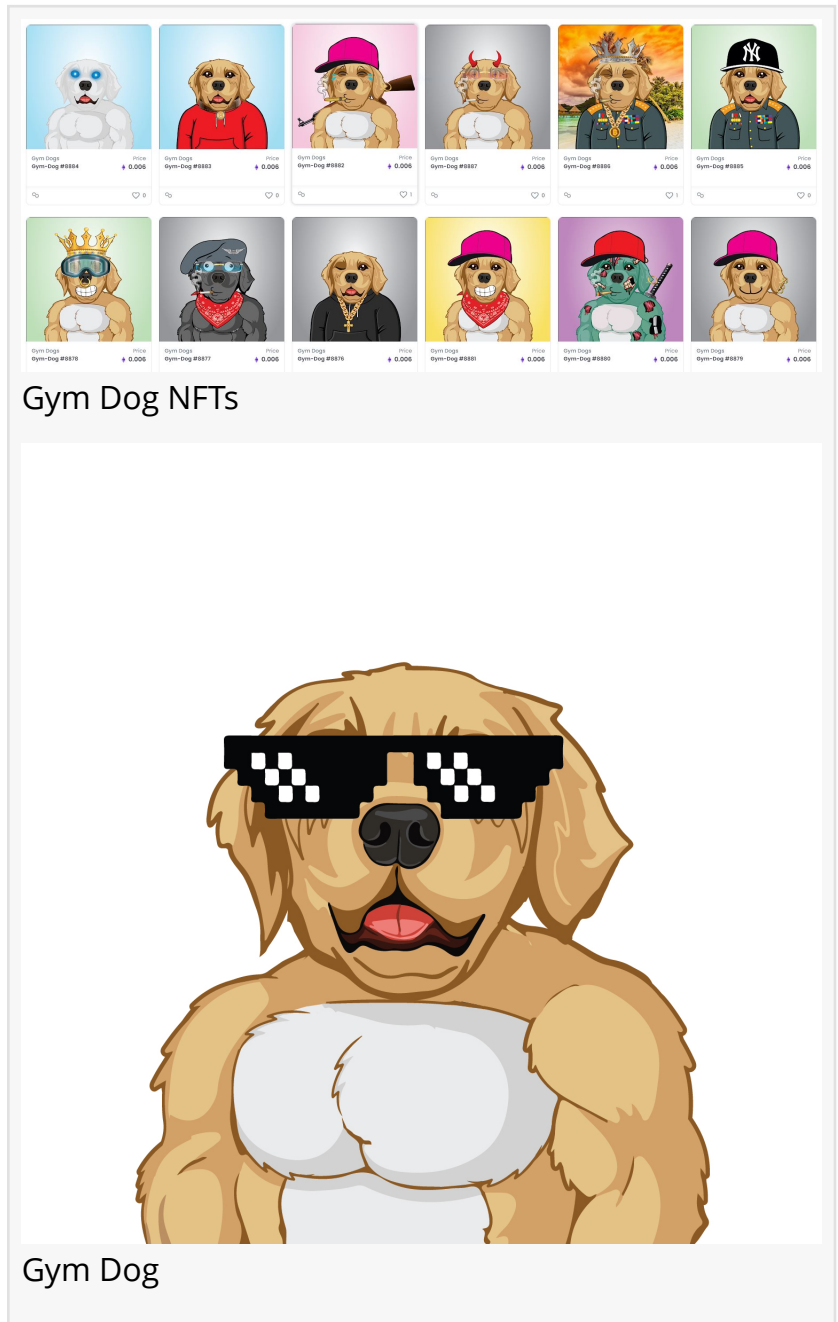 Gym Dogs Price Gym Dogs Price Gym Dogs Price Gym Dogs Price Gym Dogs Price Gym Dogs Price
Gym-Dog #8884 0.006 Gym-Dog #8883 0.006 Gym-Dog #8882 0.006 Gym-Dog #8887 0.006 Gym-Dog #8886 0.006 Gym-Dog #8885 0.006
0 0 1 0 1 0
Gym Dogs Price Gym Dogs Price Gym Dogs Price Gym Dogs Price Gym Dogs Price Gym Dogs Price
Gym-Dog #8878 0.006 Gym-Dog #8877 0.006 Gym-Dog #8876 0.006 Gym-Dog #8881 0.006 Gym-Dog #8880 0.006 Gym-Dog #8879 0.006
Gym Dog NFTs
Gym Dog